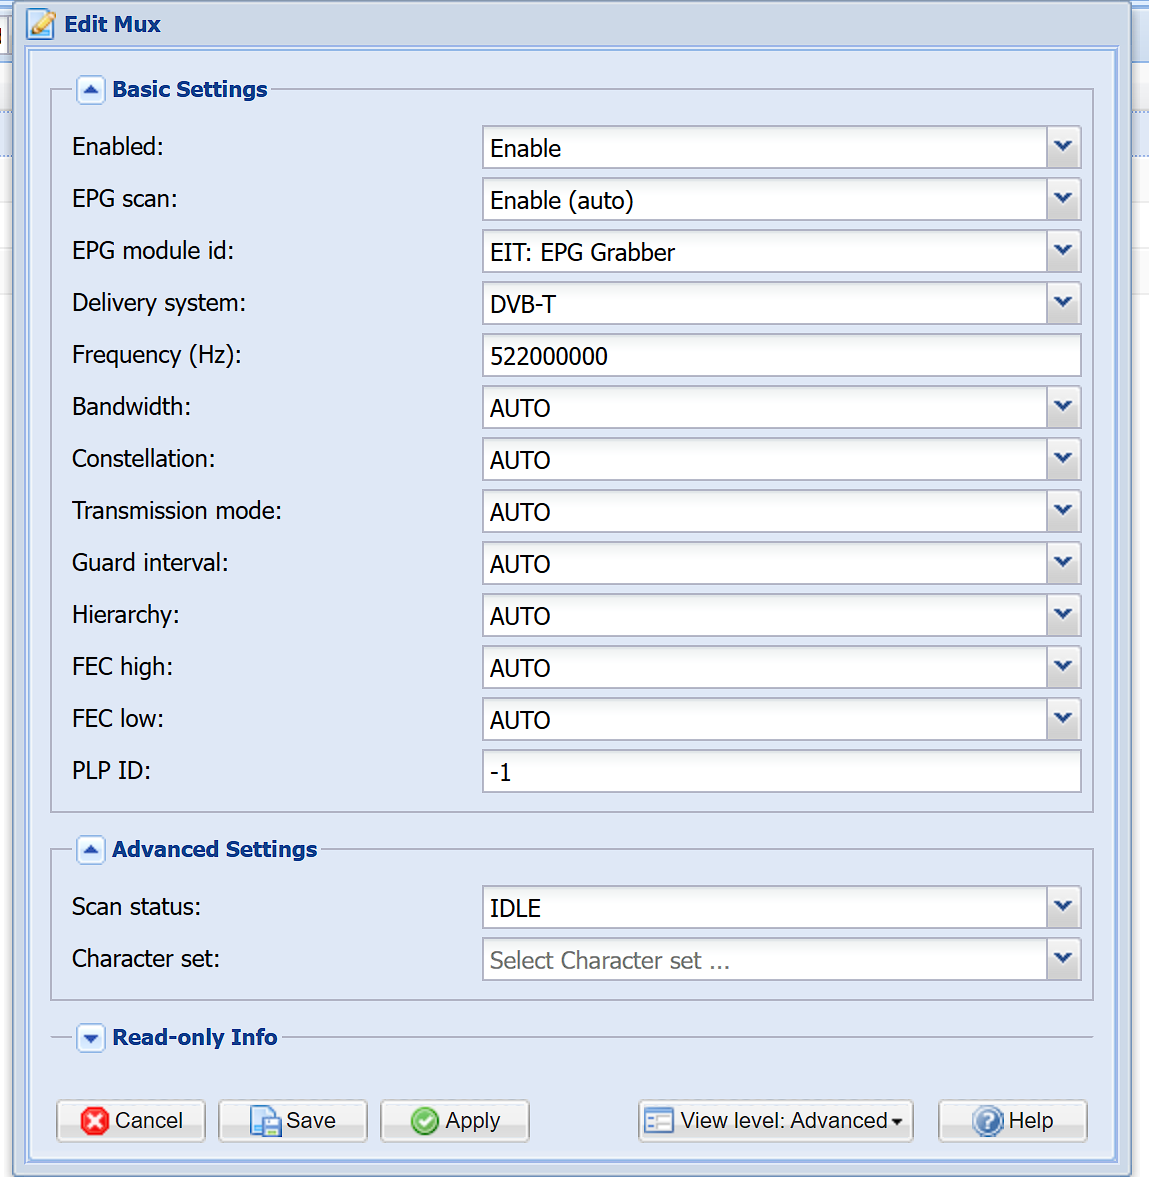 Edit Mux
Basic Settings
Enabled: Enable
EPG scan: Enable (auto)
EPG module id: EIT: EPG Grabber
Delivery system: DVB-T
Frequency (Hz): 522000000
Bandwidth: AUTO
Constellation: AUTO
Transmission mode: AUTO
Guard interval: AUTO
Hierarchy: AUTO
FEC high: AUTO
FEC low: AUTO
PLP ID: -1
Advanced Settings
Scan status: IDLE
Character set: Select Character set ...
Read-only Info
Cancel Save Apply View level: Advanced Help